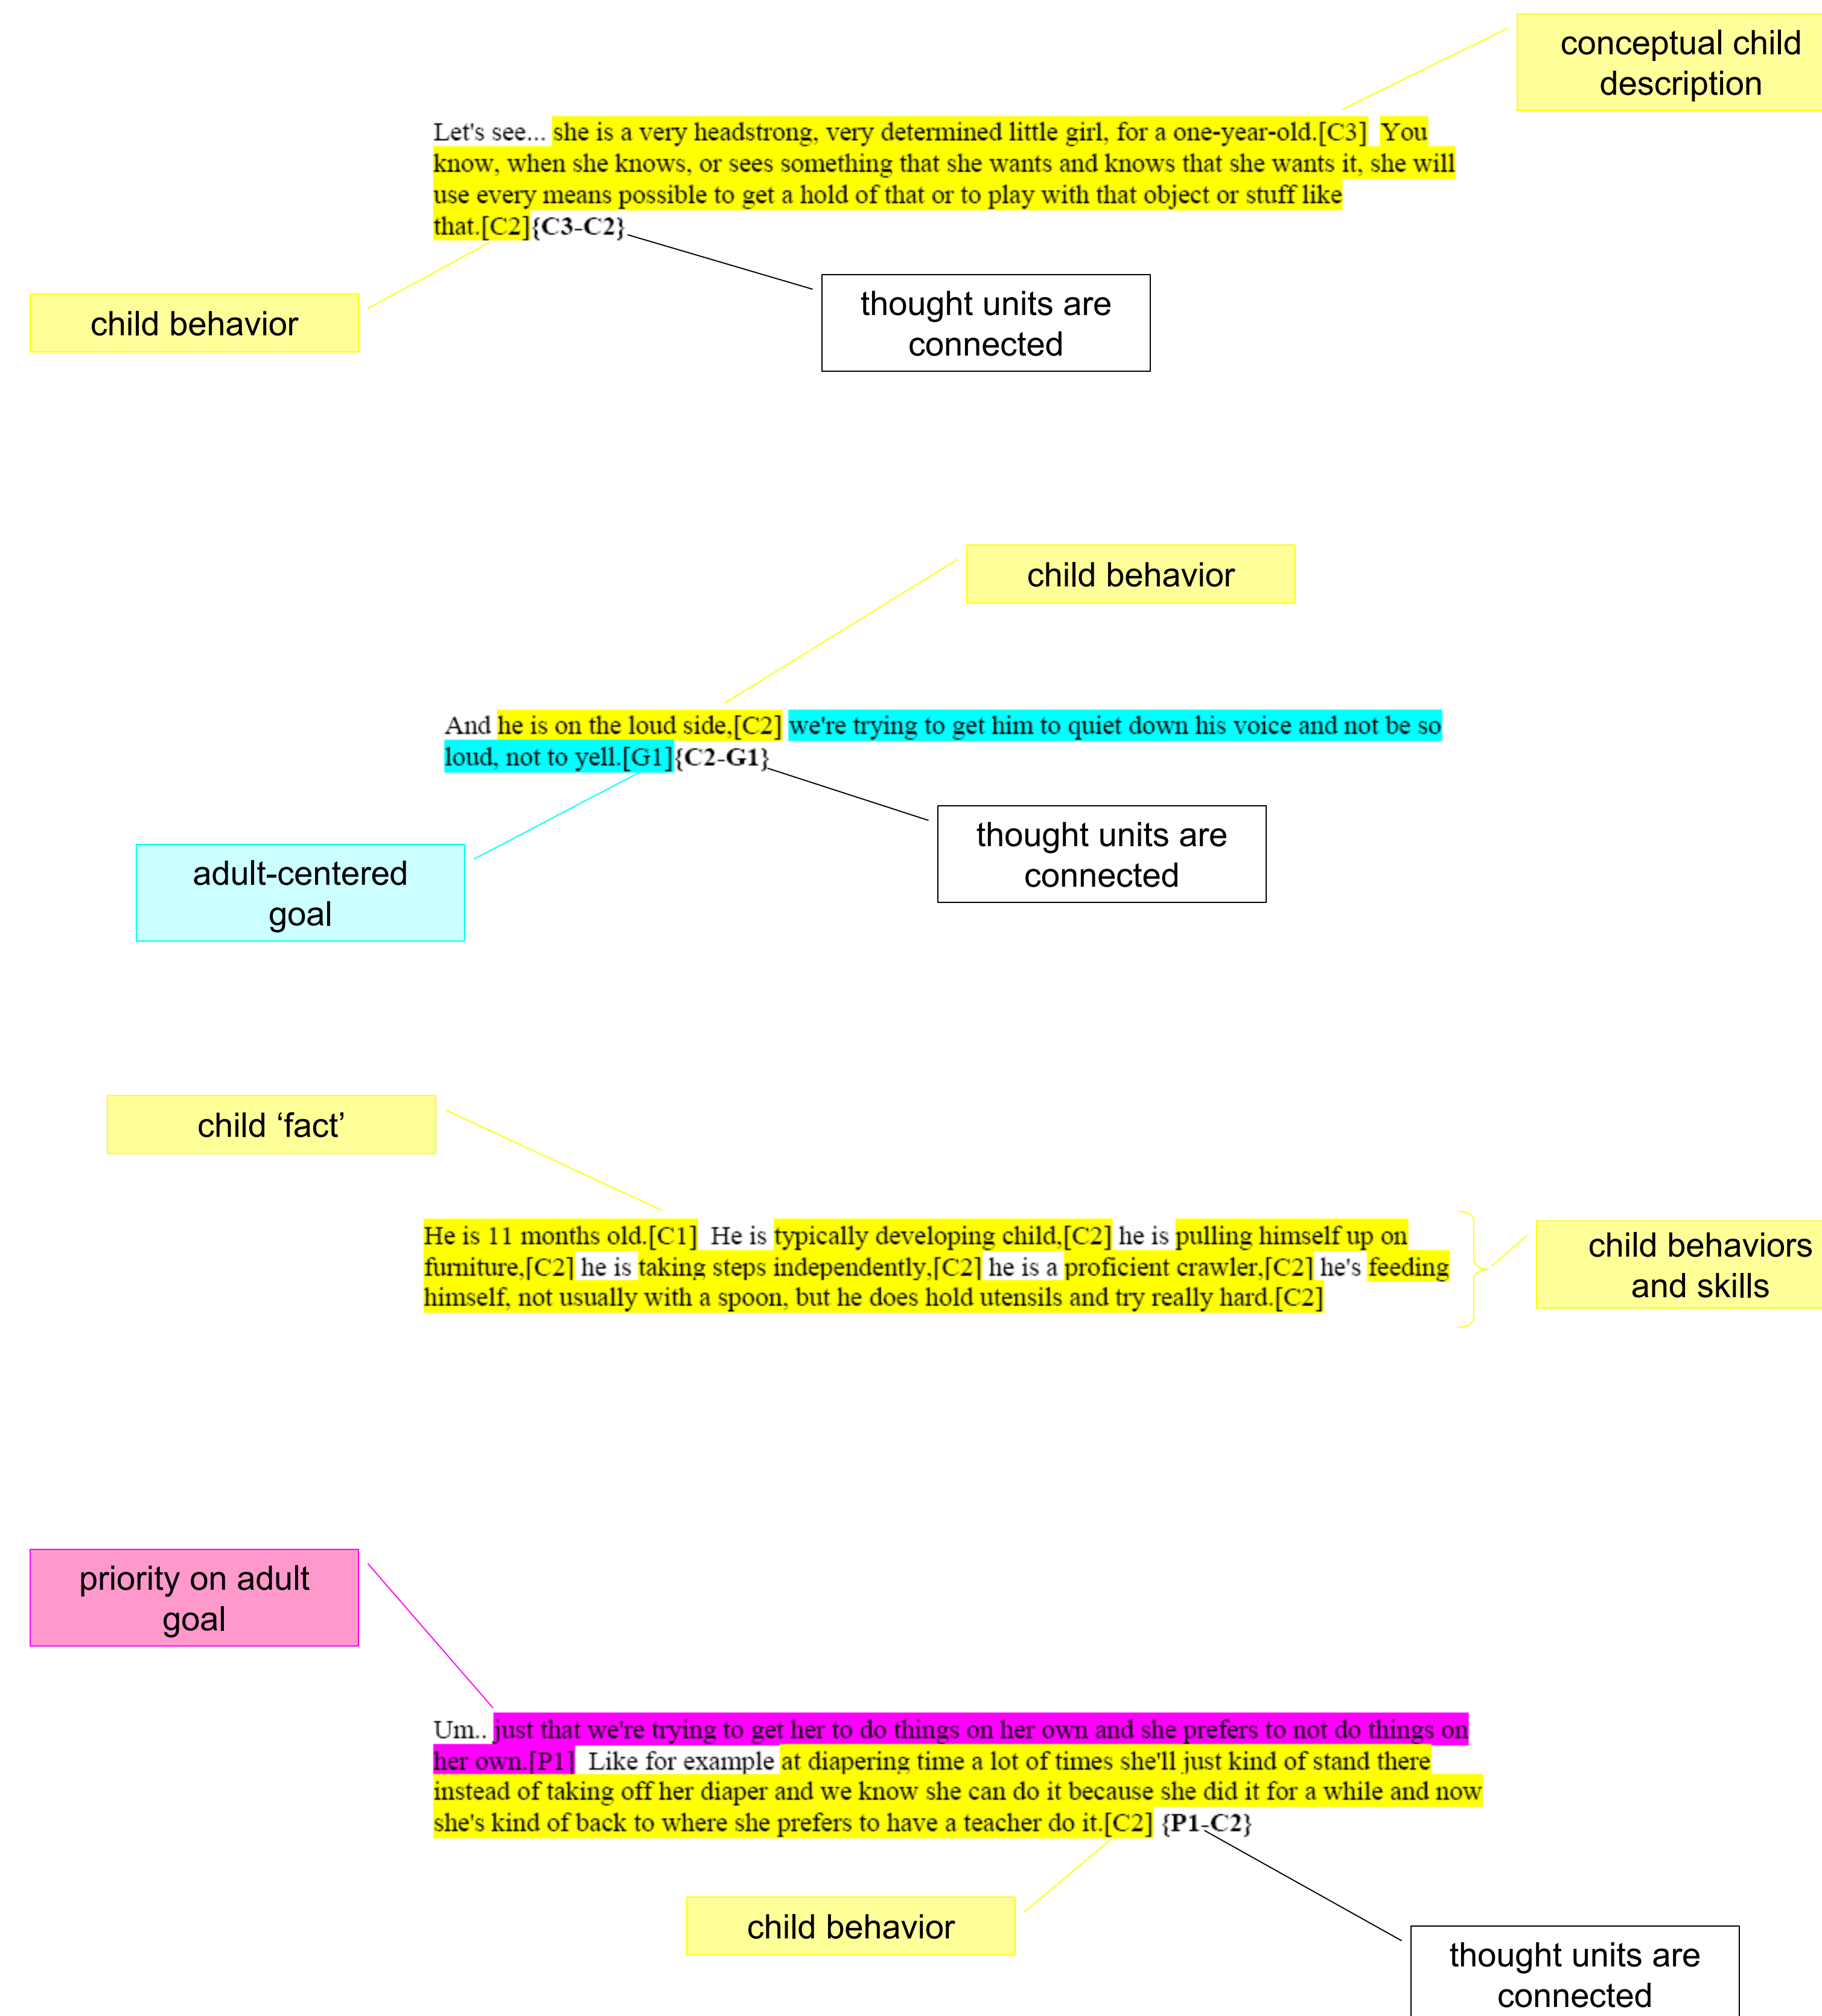 conceptual child
description
Let's see... she is a very headstrong, very determined little girl, for a one-year-old.[C3]  You
know, when she knows, or sees something that she wants and knows that she wants it, she will
use every means possible to get a hold of that or to play with that object or stuff like
that.[C2]{C3-C2}
child behavior
thought units are
connected
child behavior
And he is on the loud side,[C2] we're trying to get him to quiet down his voice and not be so
loud, not to yell.[G1]{C2-G1}
adult-centered
goal
thought units are
connected
child ‘fact’
He is 11 months old.[C1]  He is typically developing child,[C2] he is pulling himself up on
furniture,[C2] he is taking steps independently,[C2] he is a proficient crawler,[C2] he's feeding
himself, not usually with a spoon, but he does hold utensils and try really hard.[C2]
child behaviors
and skills
priority on adult
goal
Um.. just that we're trying to get her to do things on her own and she prefers to not do things on
her own.[P1]  Like for example at diapering time a lot of times she'll just kind of stand there
instead of taking off her diaper and we know she can do it because she did it for a while and now
she's kind of back to where she prefers to have a teacher do it.[C2] {P1-C2}
child behavior
thought units are
connected